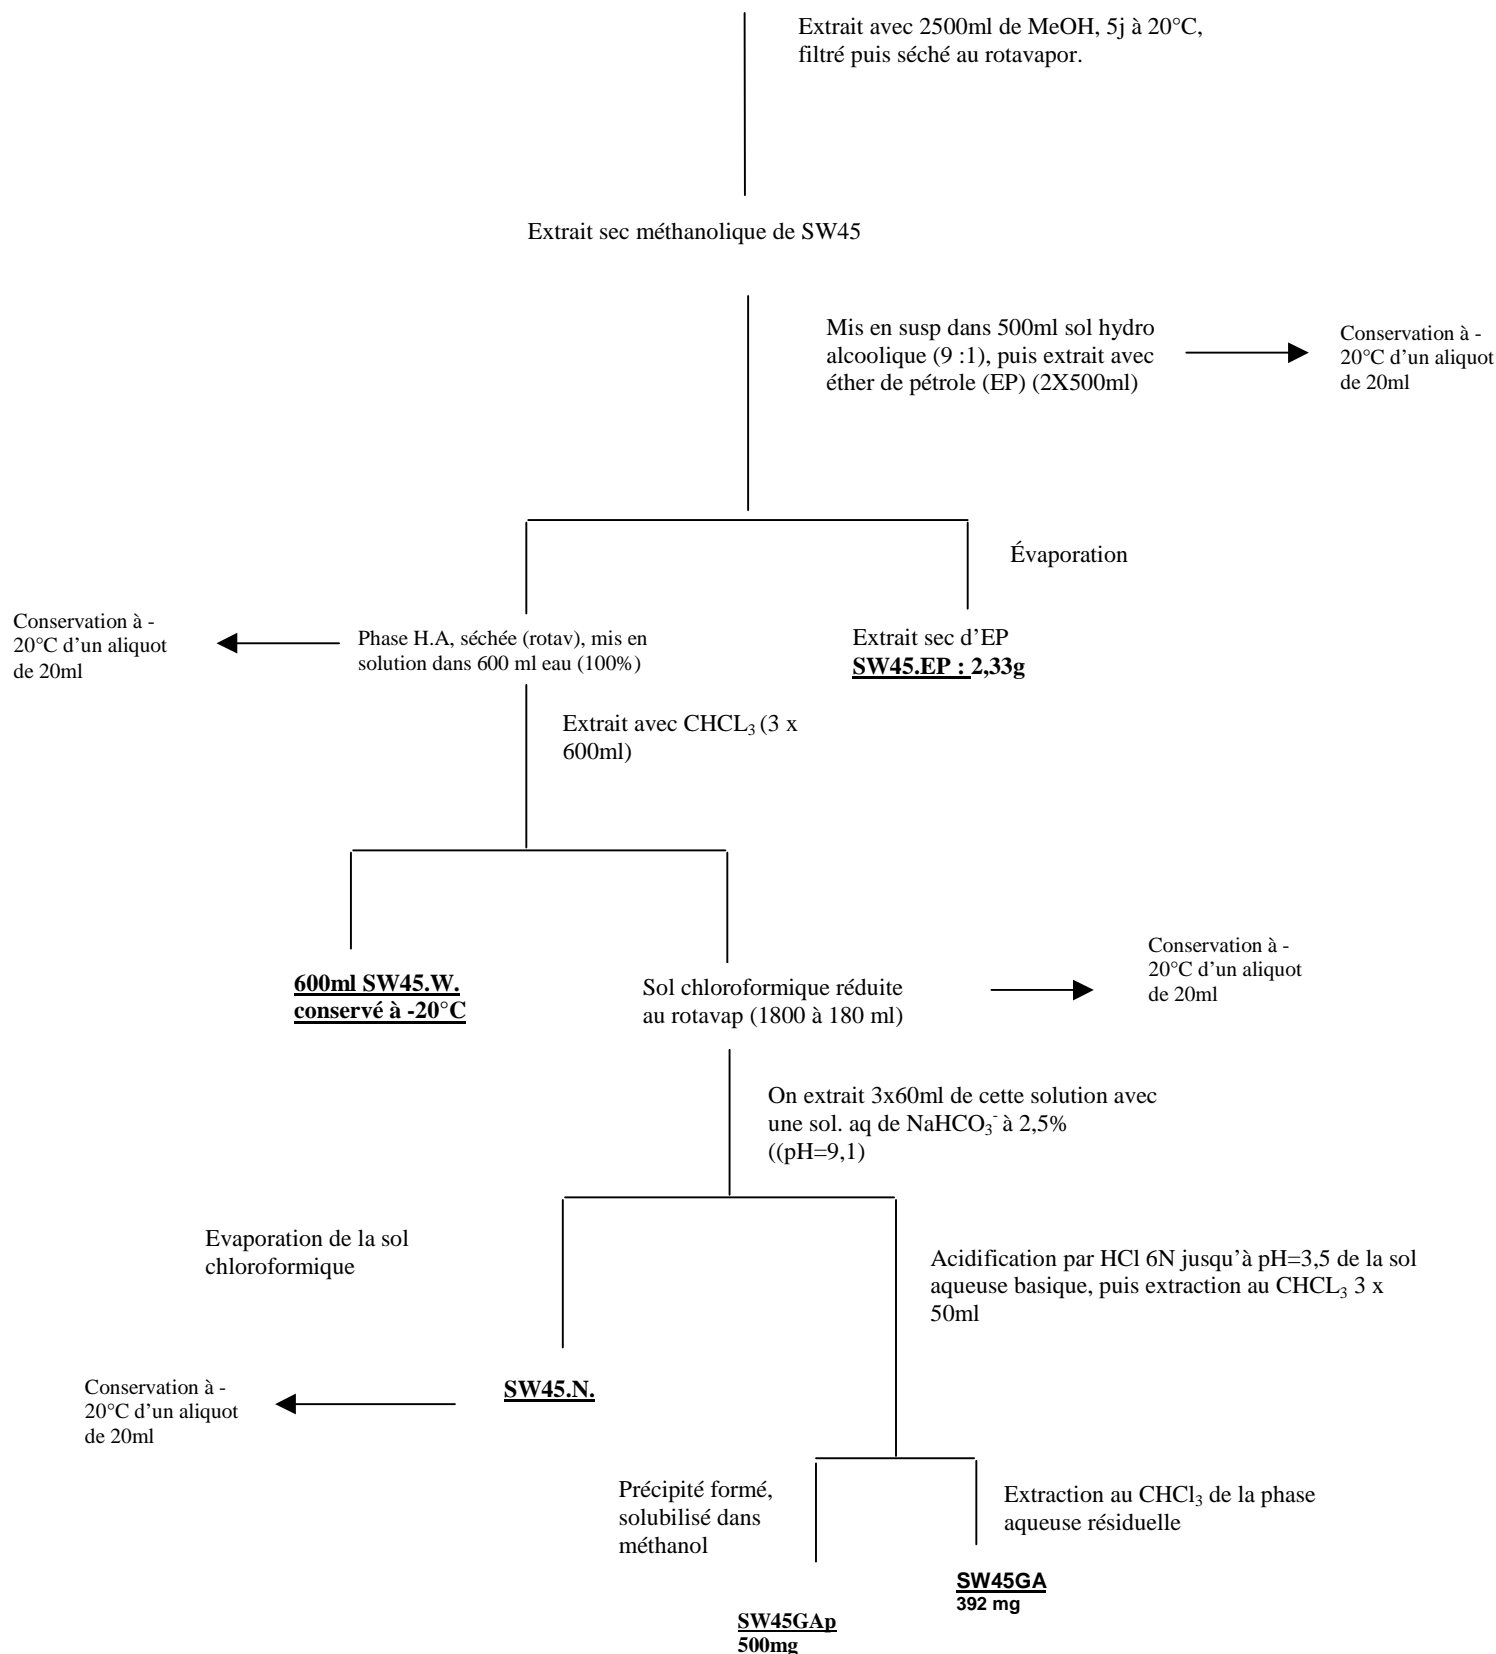 Extrait avec 2500ml de MeOH, 5j à 20°C,
filtré puis séché au rotavapor.
Extrait sec méthanolique de SW45
Mis en susp dans 500ml sol hydro
alcoolique (9 :1), puis extrait avec
éther de pétrole (EP) (2X500ml)
Conservation à -
20°C d’un aliquot
de 20ml
Évaporation
Conservation à -
20°C d’un aliquot
de 20ml
Phase H.A, séchée (rotav), mis en
solution dans 600 ml eau (100%)
Extrait sec d’EP
SW45.EP : 2,33g
Extrait avec CHCL₃ (3 x
600ml)
600ml SW45.W.
conservé à -20°C
Sol chloroformique réduite
au rotavap (1800 à 180 ml)
Conservation à -
20°C d’un aliquot
de 20ml
On extrait 3x60ml de cette solution avec
une sol. aq de NaHCO₃⁻ à 2,5%
((pH=9,1)
Evaporation de la sol
chloroformique
Acidification par HCl 6N jusqu’à pH=3,5 de la sol
aqueuse basique, puis extraction au CHCL₃ 3 x
50ml
Conservation à -
20°C d’un aliquot
de 20ml
SW45.N.
Précipité formé,
solubilisé dans
méthanol
Extraction au CHCl₃ de la phase
aqueuse résiduelle
SW45GA
392 mg
SW45GAp
500mg